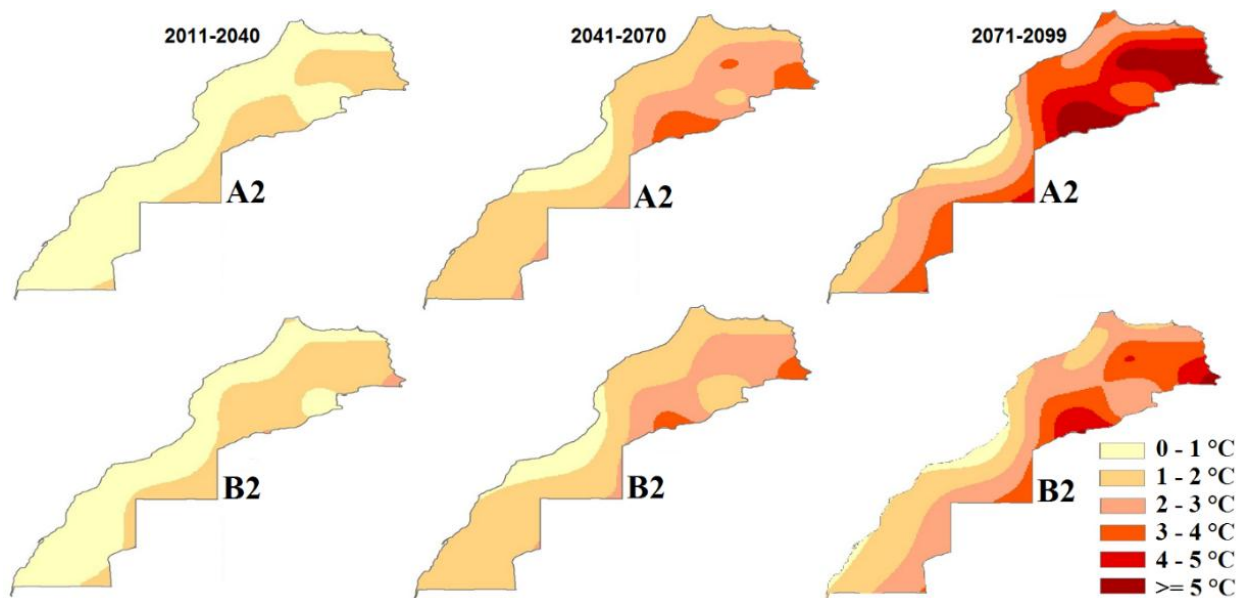 2011-2040
2041-2070
2071-2099
A2
A2
A2
B2
B2
B2
0 - 1 °C
1 - 2 °C
2 - 3 °C
3 - 4 °C
4 - 5 °C
>= 5 °C